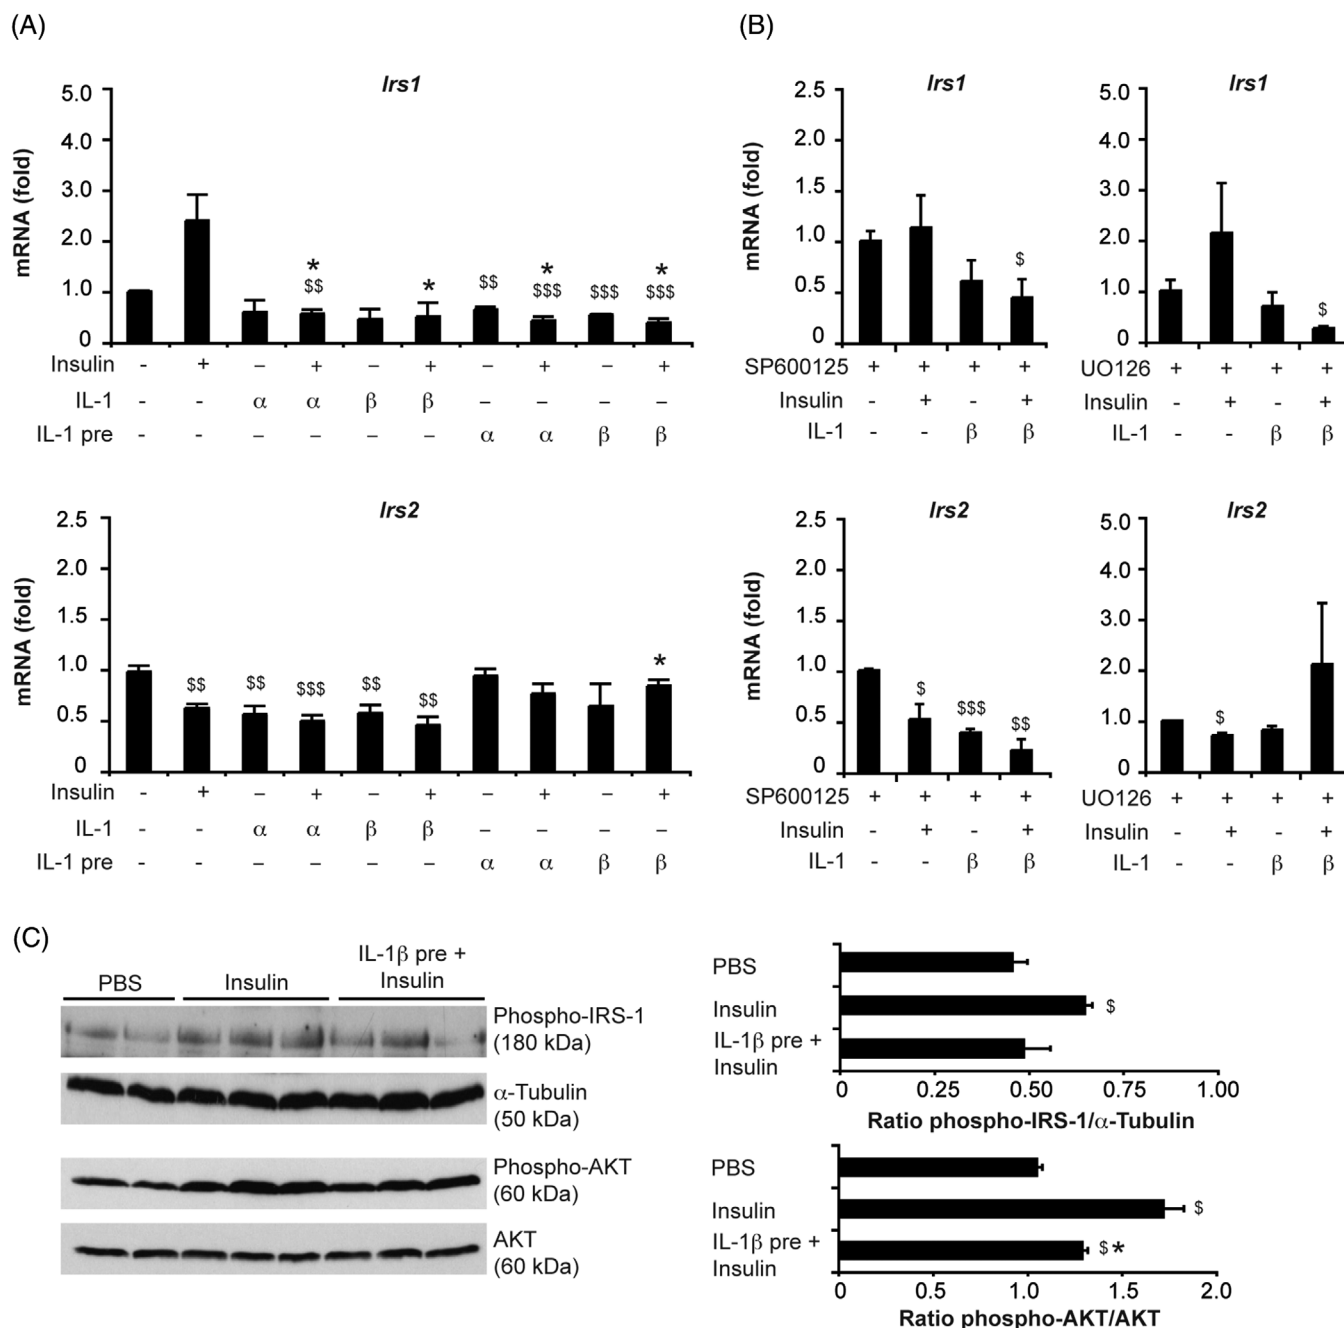 (A)
Irs1
mRNA (fold)
5.0
4.0
3.0
2.0
1.0
0
* * * *
$$ $$ $$$ $$$ $$$
Insulin - + – + – + – + – +
IL-1 - - α α β β – – – –
IL-1 pre - - – – – – α α β β
Irs2
mRNA (fold)
2.5
2.0
1.5
1.0
0.5
0
$$ $$ $$$ $$ $$ *
Insulin - + – + – + – + – +
IL-1 - - α α β β – – – –
IL-1 pre - - – – – – α α β β
(B)
Irs1
mRNA (fold)
2.5
2.0
1.5
1.0
0.5
0
$
SP600125 + + + +
Insulin - + - +
IL-1 - - β β
Irs1
5.0
4.0
3.0
2.0
1.0
0
$
UO126 + + + +
Insulin - + - +
IL-1 - - β β
Irs2
mRNA (fold)
2.5
2.0
1.5
1.0
0.5
0
$ $$$ $$
SP600125 + + + +
Insulin - + - +
IL-1 - - β β
Irs2
5.0
4.0
3.0
2.0
1.0
0
$
UO126 + + + +
Insulin - + - +
IL-1 - - β β
(C)
PBS Insulin IL-1β pre +
Insulin
Phospho-IRS-1
(180 kDa)
α-Tubulin
(50 kDa)
Phospho-AKT
(60 kDa)
AKT
(60 kDa)
PBS
Insulin $
IL-1β pre +
Insulin
0 0.25 0.50 0.75 1.00
Ratio phospho-IRS-1/α-Tubulin
PBS
Insulin $
IL-1β pre + $*
Insulin
0 0.5 1.0 1.5 2.0
Ratio phospho-AKT/AKT